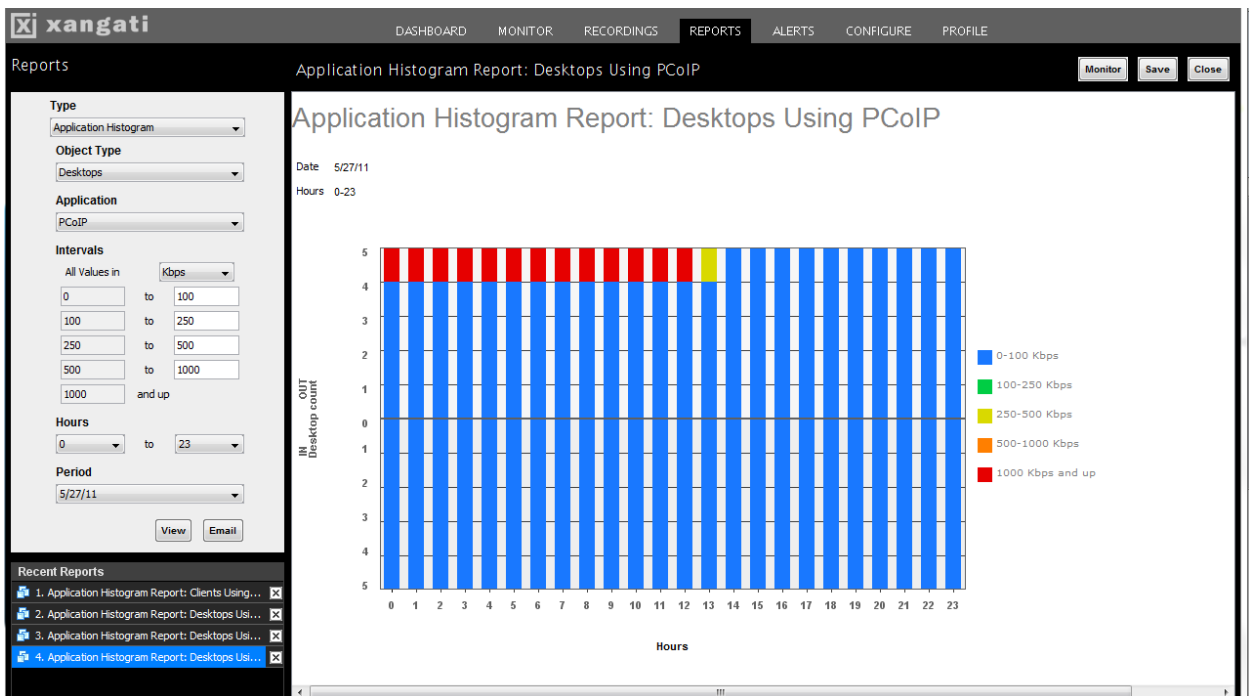 xangati
DASHBOARD MONITOR RECORDINGS REPORTS ALERTS CONFIGURE PROFILE
Reports
Application Histogram Report: Desktops Using PCoIP
Monitor Save Close
Type
Application Histogram
Object Type
Desktops
Application
PCoIP
Intervals
All Values in Kbps
0 to 100
100 to 250
250 to 500
500 to 1000
1000 and up
Hours
0 to 23
Period
5/27/11
View Email
Recent Reports
1. Application Histogram Report: Clients Using...
2. Application Histogram Report: Desktops Usi...
3. Application Histogram Report: Desktops Usi...
4. Application Histogram Report: Desktops Usi...
Application Histogram Report: Desktops Using PCoIP
Date 5/27/11
Hours 0-23
5
4
3
2
1
0
1
2
3
4
5
OUT
IN
Desktop count
0 1 2 3 4 5 6 7 8 9 10 11 12 13 14 15 16 17 18 19 20 21 22 23
Hours
0-100 Kbps
100-250 Kbps
250-500 Kbps
500-1000 Kbps
1000 Kbps and up